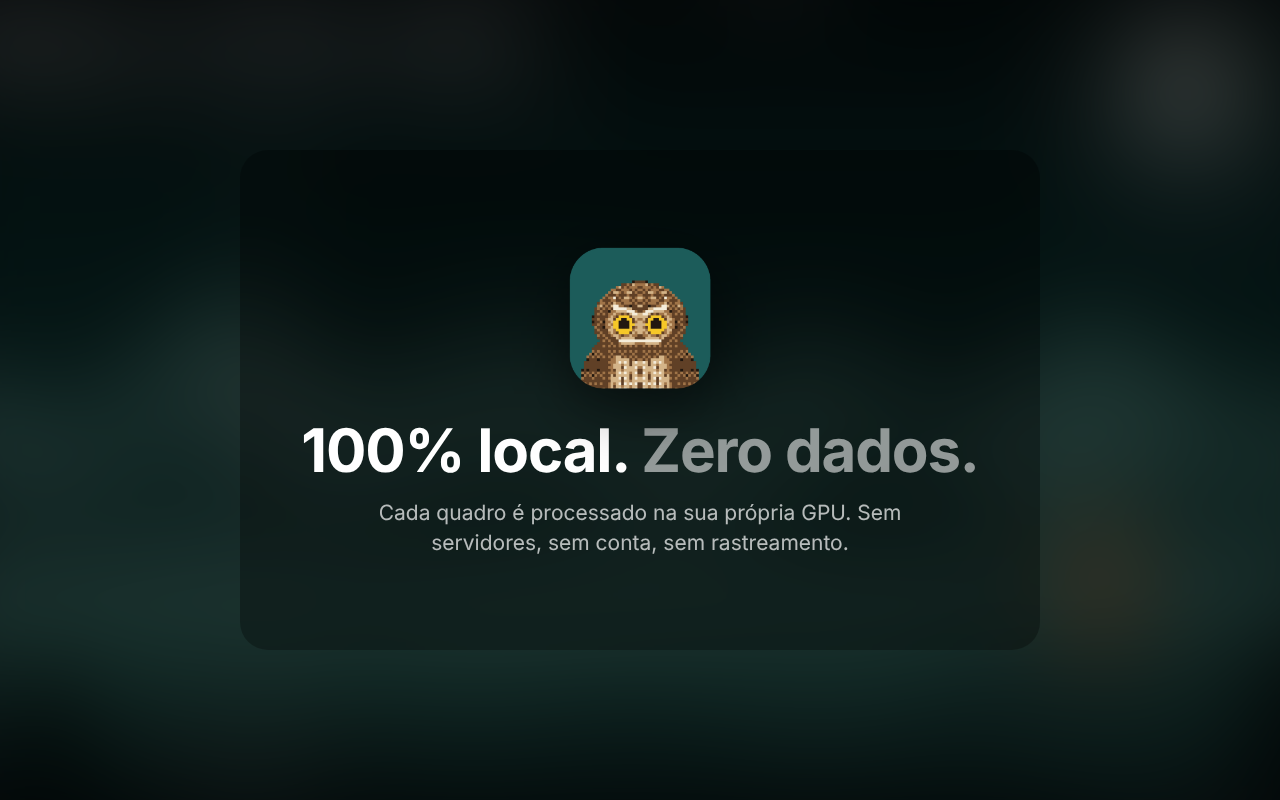 100% local. Zero dados.
Cada quadro é processado na sua própria GPU. Sem
servidores, sem conta, sem rastreamento.